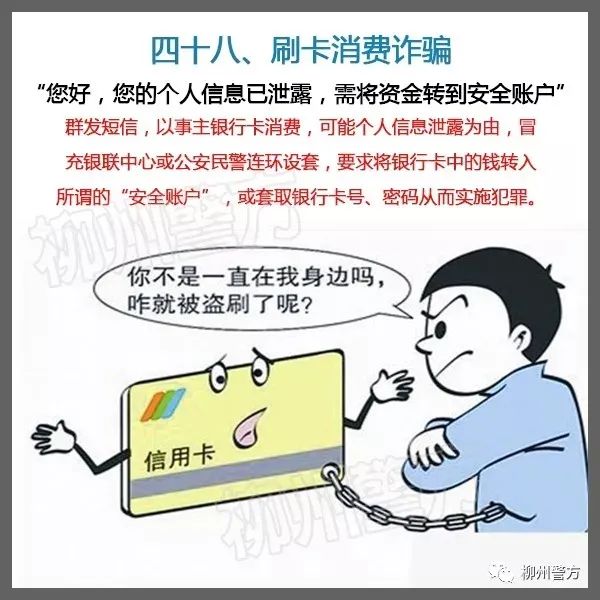 四十八、刷卡消费诈骗
“您好，您的个人信息已泄露，需将资金转到安全账户”
群发短信，以事主银行卡消费，可能个人信息泄露为由，冒
充银联中心或公安民警连环设套，要求将银行卡中的钱转入
所谓的“安全账户”，或套取银行卡号、密码从而实施犯罪。
柳州警方
你不是一直在我身边吗，
咋就被盗刷了呢？
信用卡
柳州警方
柳州警方